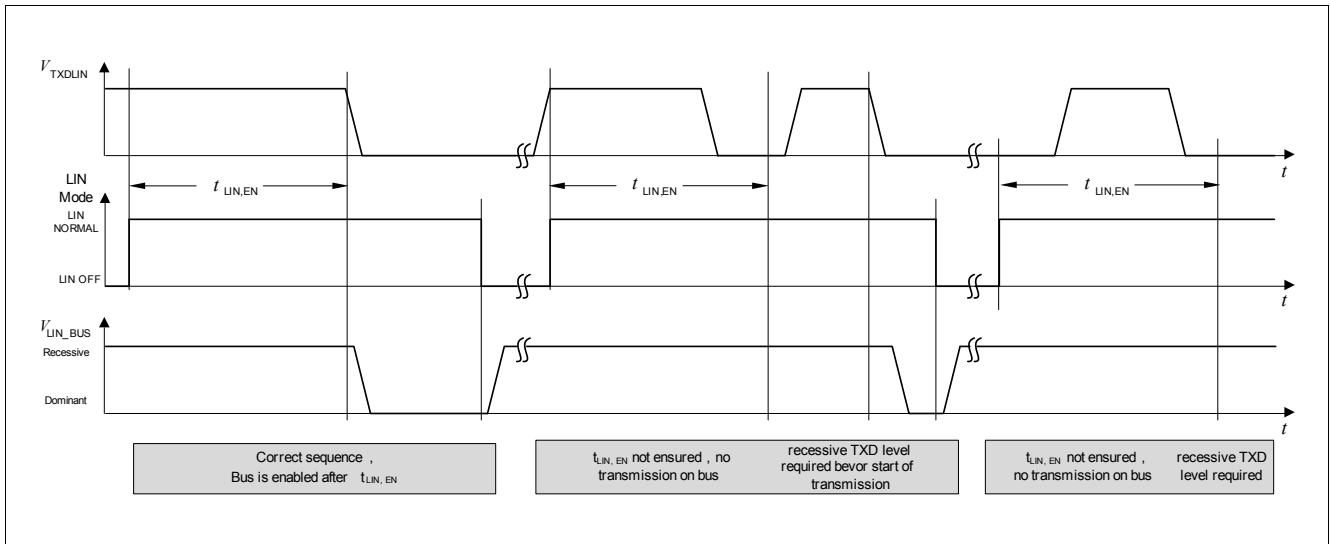 V TXDLIN
t
t LIN,EN
t LIN,EN
t LIN,EN
LIN
Mode
LIN
NORMAL
LIN OFF
t
V LIN_BUS
Recessive
Dominant
t
Correct sequence ,
Bus is enabled after t LIN, EN
t LIN, EN not ensured , no
transmission on bus
recessive TXD level
required bevor start of
transmission
t LIN, EN not ensured ,
no transmission on bus
recessive TXD
level required